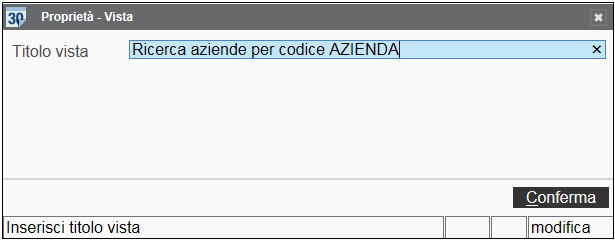 30 Proprietà - Vista
Titolo vista Ricerca aziende per codice AZIENDA
Conferma
Inserisci titolo vista modifica